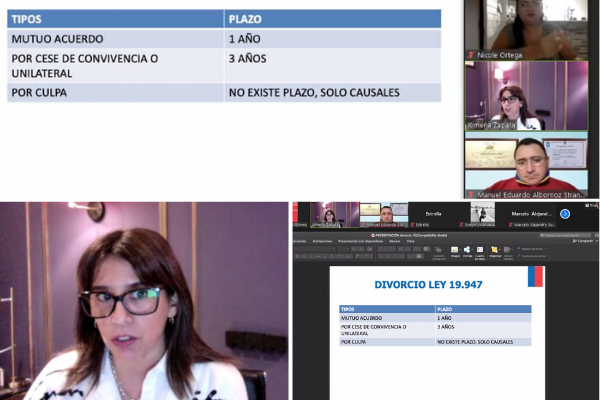 TIPOS PLAZO
MUTUO ACUERDO 1 AÑO
POR CESE DE CONVIVENCIA O UNILATERAL 3 AÑOS
POR CULPA NO EXISTE PLAZO, SOLO CAUSALES
Nicole Ortega
Ximena Zapata
Manuel Eduardo Albornoz Stran...
Estrella
Marcelo Alejand...
Estrella
DIVORCIO LEY 19.947
TIPOS PLAZO
MUTUO ACUERDO 1 AÑO
POR CESE DE CONVIVENCIA O UNILATERAL 3 AÑOS
POR CULPA NO EXISTE PLAZO, SOLO CAUSALES